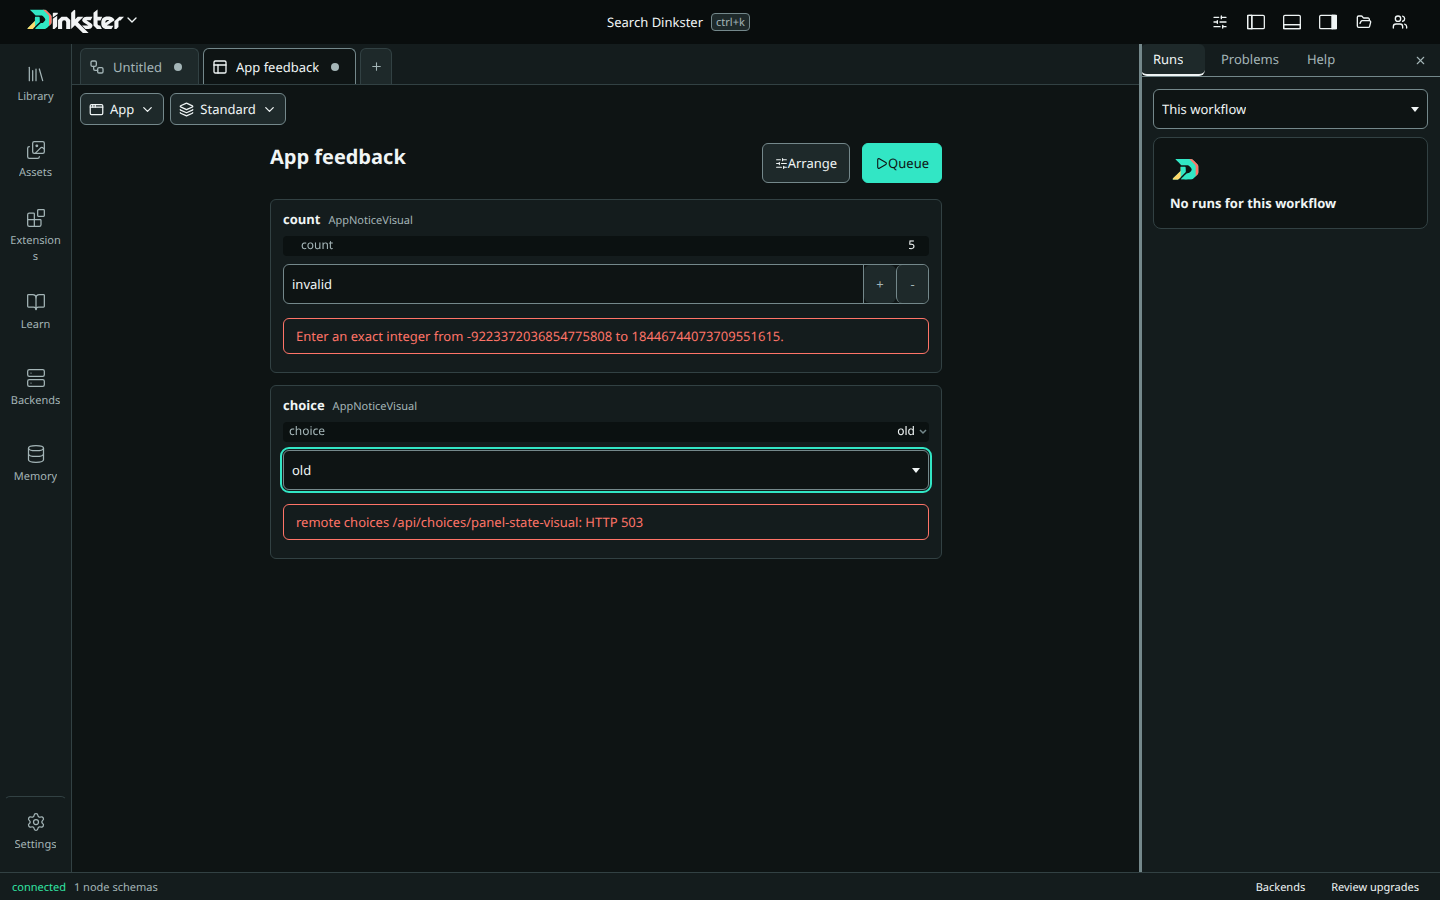 Dinkster
Search Dinkster ctrl+k
Library
Assets
Extension
s
Learn
Backends
Memory
Settings
Untitled
App feedback
+
App
Standard
App feedback
Arrange
Queue
count AppNoticeVisual
count 5
invalid + -
Enter an exact integer from -9223372036854775808 to 18446744073709551615.
choice AppNoticeVisual
choice old
old
remote choices /api/choices/panel-state-visual: HTTP 503
Runs Problems Help ×
This workflow
No runs for this workflow
connected 1 node schemas
Backends Review upgrades